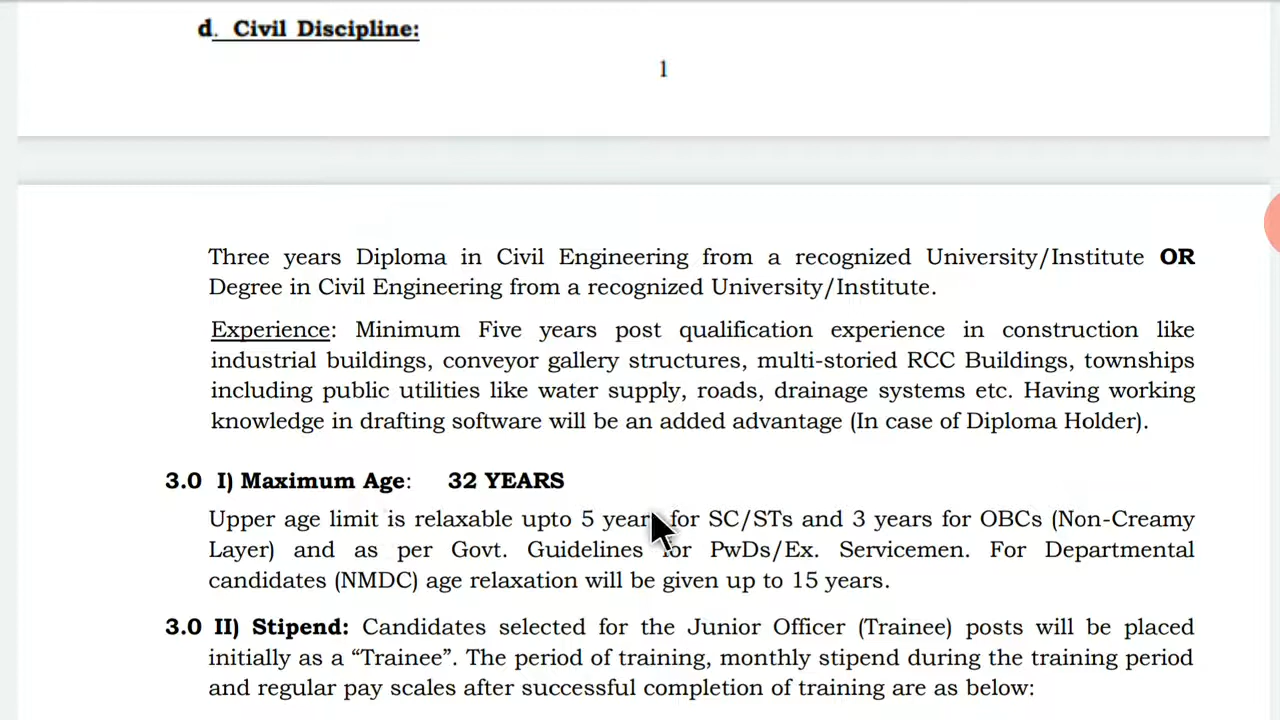 d. Civil Discipline:
1
Three years Diploma in Civil Engineering from a recognized University/Institute OR
Degree in Civil Engineering from a recognized University/Institute.
Experience: Minimum Five years post qualification experience in construction like
industrial buildings, conveyor gallery structures, multi-storied RCC Buildings, townships
including public utilities like water supply, roads, drainage systems etc. Having working
knowledge in drafting software will be an added advantage (In case of Diploma Holder).
3.0 I) Maximum Age: 32 YEARS
Upper age limit is relaxable upto 5 years for SC/STs and 3 years for OBCs (Non-Creamy
Layer) and as per Govt. Guidelines for PwDs/Ex. Servicemen. For Departmental
candidates (NMDC) age relaxation will be given up to 15 years.
3.0 II) Stipend: Candidates selected for the Junior Officer (Trainee) posts will be placed
initially as a “Trainee”. The period of training, monthly stipend during the training period
and regular pay scales after successful completion of training are as below: